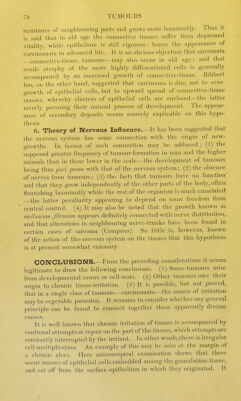 78 TUMOURS
resistance of neighbouring parts and grows more luxuriantly. Thus it
is said that in old age the connective tissues suffer from depressed
vitality, while epithelium is still vigorous: hence the appearance of
carcinomata in advanced life. It is an obvious objection that sarcomata
—connective-tissue tumours—may also occur in old age; and that
senile atrophy of the more highly differentiated cells is generally
accompanied by an increased growth of connective-tissue. Ribbert
has, on the other hand, suggested that carcinoma is due, not to over-
growth of epithelial cells, but to upward spread of connective-tissue
masses, whereby clusters of epithelial cells are enclosed—the latter
merely pursuing their natural process of development. The appear-
ance of secondary deposits seems scarcely explicable on this hypo-
thesis.
6. Theory of Nervous Influence.—It has been suggested that
the nervous system has some connection with the origin of new-
growths. In favour of such connection may be adduced: (1) the
supposed greater frequency of tumour-formation in man and the higher
animals than in those lower in the scale—the development of tumours
being thus pari passu with that of the nervous system; (2) the absence
of nerves from tumours; (3) the facts that tumours have no function
and that they grow independently of the other parts of the body, often
flourishing luxuriantly while the rest of the organism is much emaciated
—the latter peculiarity appearing to depend on some freedom from
central control. (4) It may also be noted that the growth known as
molluscum fibrosum appears definitely connected with nerve distribution,
and that alterations in neighbouring nerve-trunks have been found in
certain cases of sarcoma (Campora). So little is, however, known
of the action of the nervous system on the tissues that this hypothesis
is at present somewhat visionary.
CONCLUSIONS.—From the preceding considerations it seems
legitimate to draw the following conclusions. (1) Some tumours arise
from developmental errors or cell rests. (2) Other tumours owe their
origin to chronic tissue-irritation. (3) It is possible, but not proved,
that in a single class of tumours—carcinomata—the source of irritation
may be vegetable parasites. It remains to consider whether any general
principle can be found to connect together these apparently diverse
causes.
It is well known that chronic irritation of tissues is accompanied by
continual attempts at repair on the part of the tissues, which attempts are
constantly interrupted by the irritant. In other words, there is irregular
cell-multiplication. An example of this may be seen at the margin of
a chronic ulcer. Here microscopical examination shows that there
occur masses of epithelial cells embedded among the granulation-tissue,
and cut off from the surface-epithelium in which they originated. It